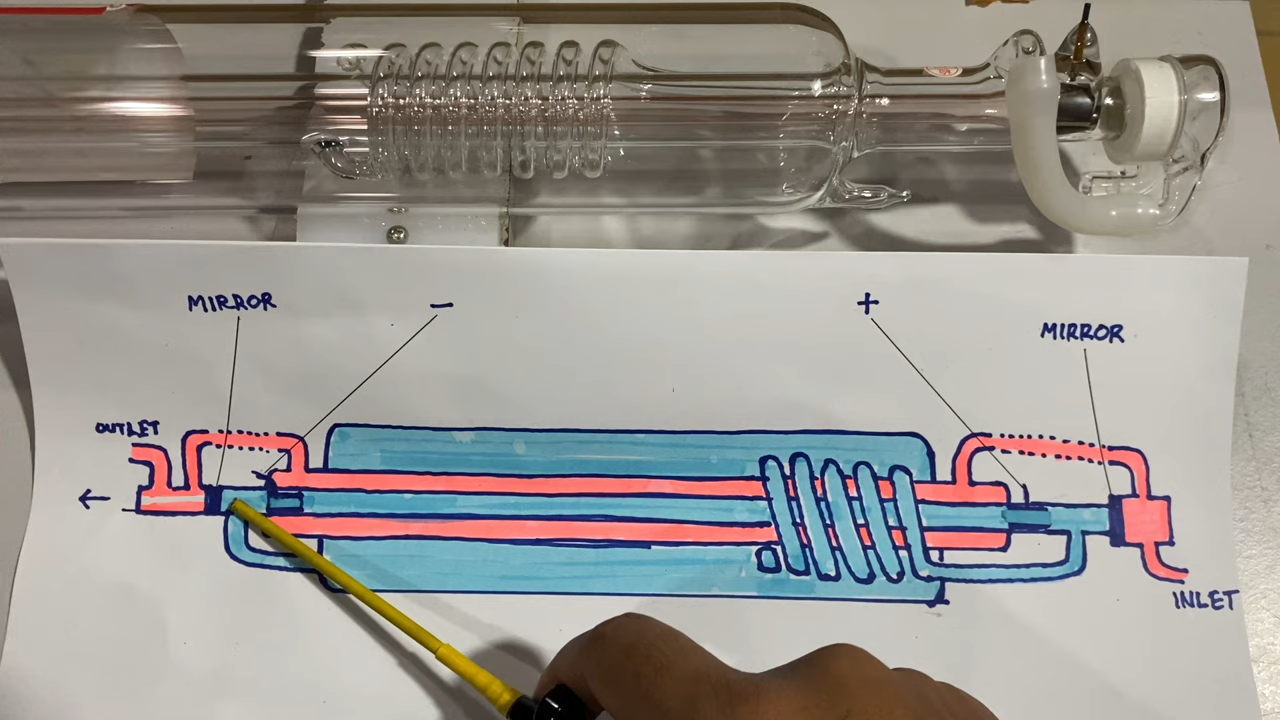 MIRROR
−
+
MIRROR
OUTLET
←
INLET